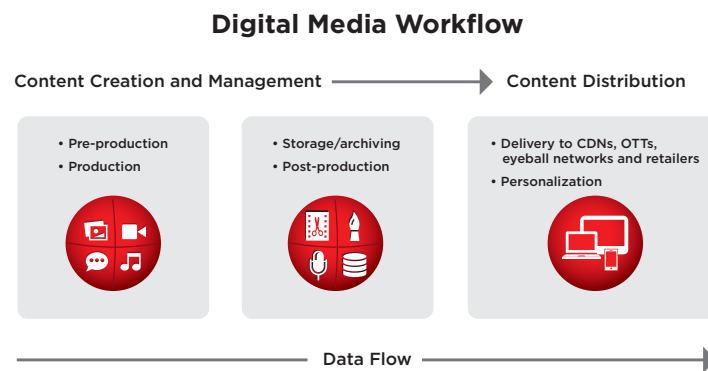 Digital Media Workflow
Content Creation and Management
Content Distribution
• Pre-production
• Production
• Storage/archiving
• Post-production
• Delivery to CDNs, OTTs,
eyeball networks and retailers
• Personalization
Data Flow